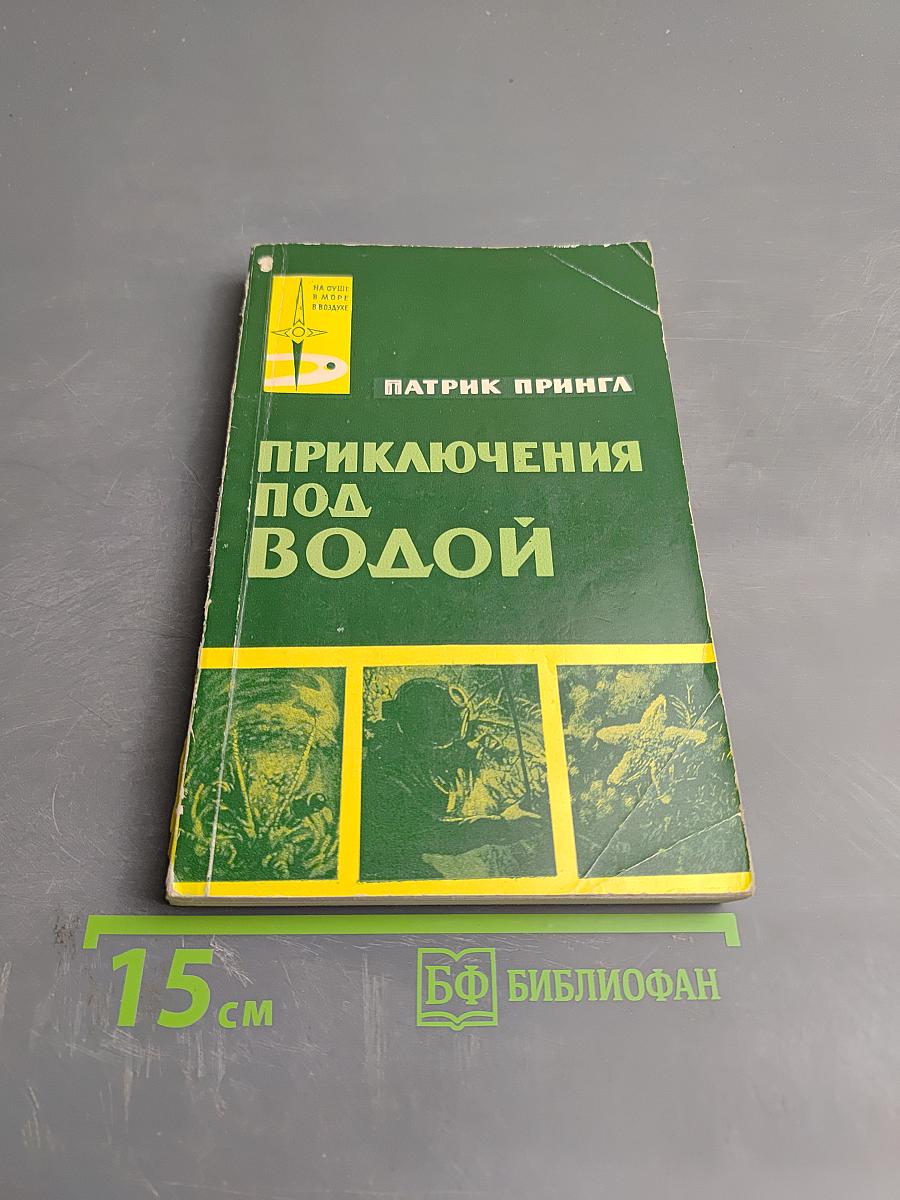 НА СУШЕ
В МОРЕ
В ВОЗДУХЕ
ПАТРИК ПРИНГЛ
ПРИКЛЮЧЕНИЯ
ПОД
ВОДОЙ
15 см
БФ БИБЛИОФАН